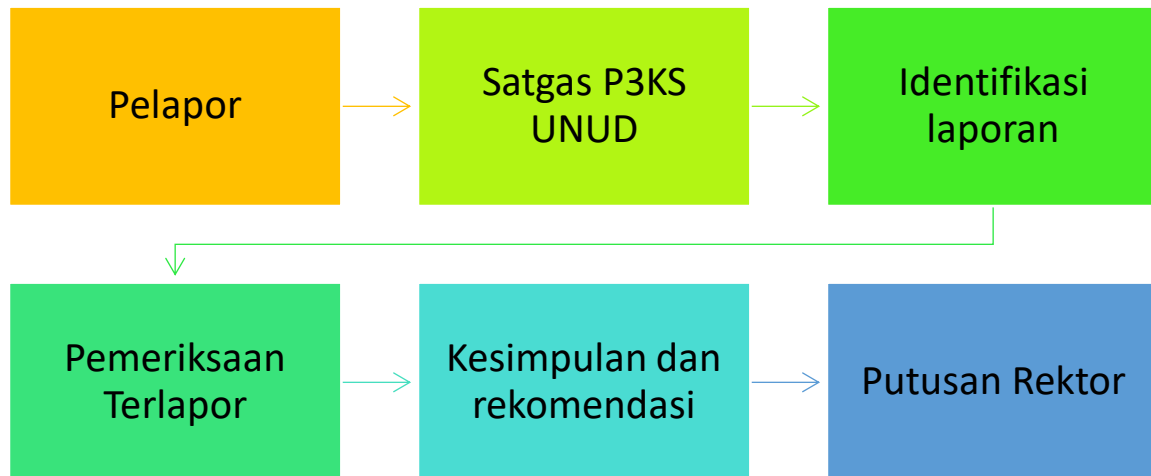 Pelapor
Satgas P3KS
UNUD
Identifikasi
laporan
Pemeriksaan
Terlapor
Kesimpulan dan
rekomendasi
Putusan Rektor